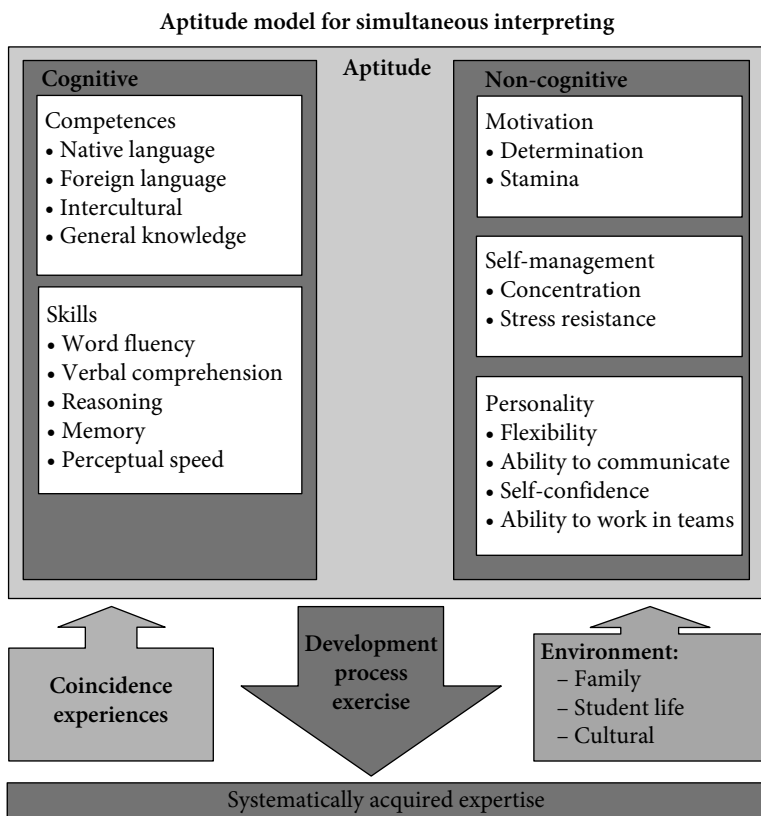 Aptitude model for simultaneous interpreting
Aptitude
Cognitive
Competences
• Native language
• Foreign language
• Intercultural
• General knowledge
Skills
• Word fluency
• Verbal comprehension
• Reasoning
• Memory
• Perceptual speed
Non-cognitive
Motivation
• Determination
• Stamina
Self-management
• Concentration
• Stress resistance
Personality
• Flexibility
• Ability to communicate
• Self-confidence
• Ability to work in teams
Coincidence
experiences
Development
process
exercise
Environment:
– Family
– Student life
– Cultural
Systematically acquired expertise